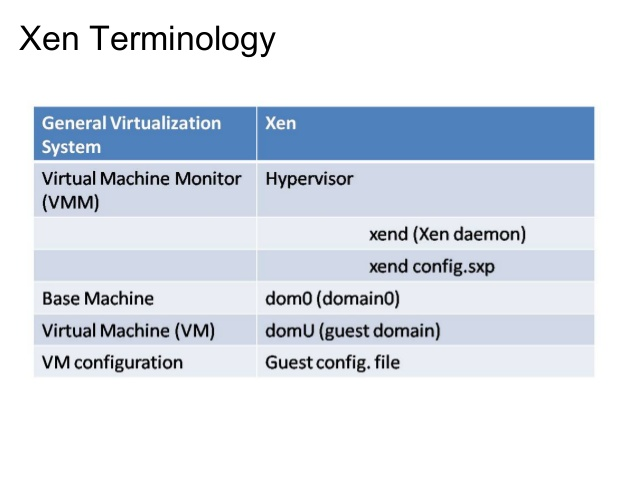 Xen Terminology
General Virtualization Xen
System
Virtual Machine Monitor Hypervisor
(VMM)
xend (Xen daemon)
xend config.sxp
Base Machine dom0 (domain0)
Virtual Machine (VM) domU (guest domain)
VM configuration Guest config. file